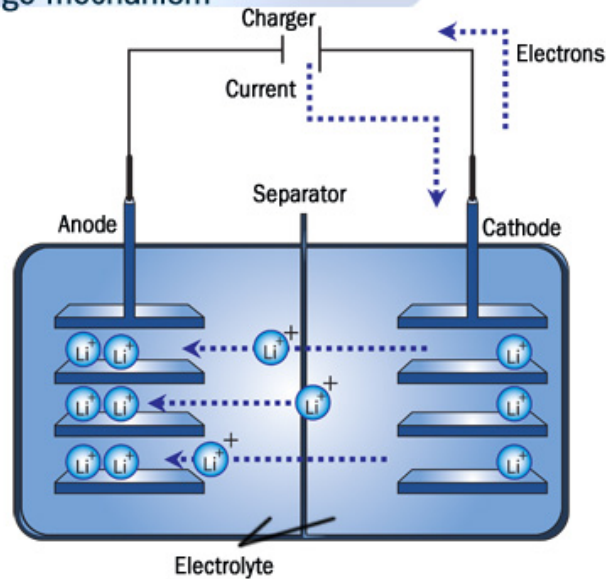 mechanism
Charger
Electrons
Current
Separator
Anode
Cathode
Li+
+
Li+
Li+
Li+
Li+
+
Li+
Li+
Li+
Li+
+
Li+
Li+
Li+
Li+
Electrolyte